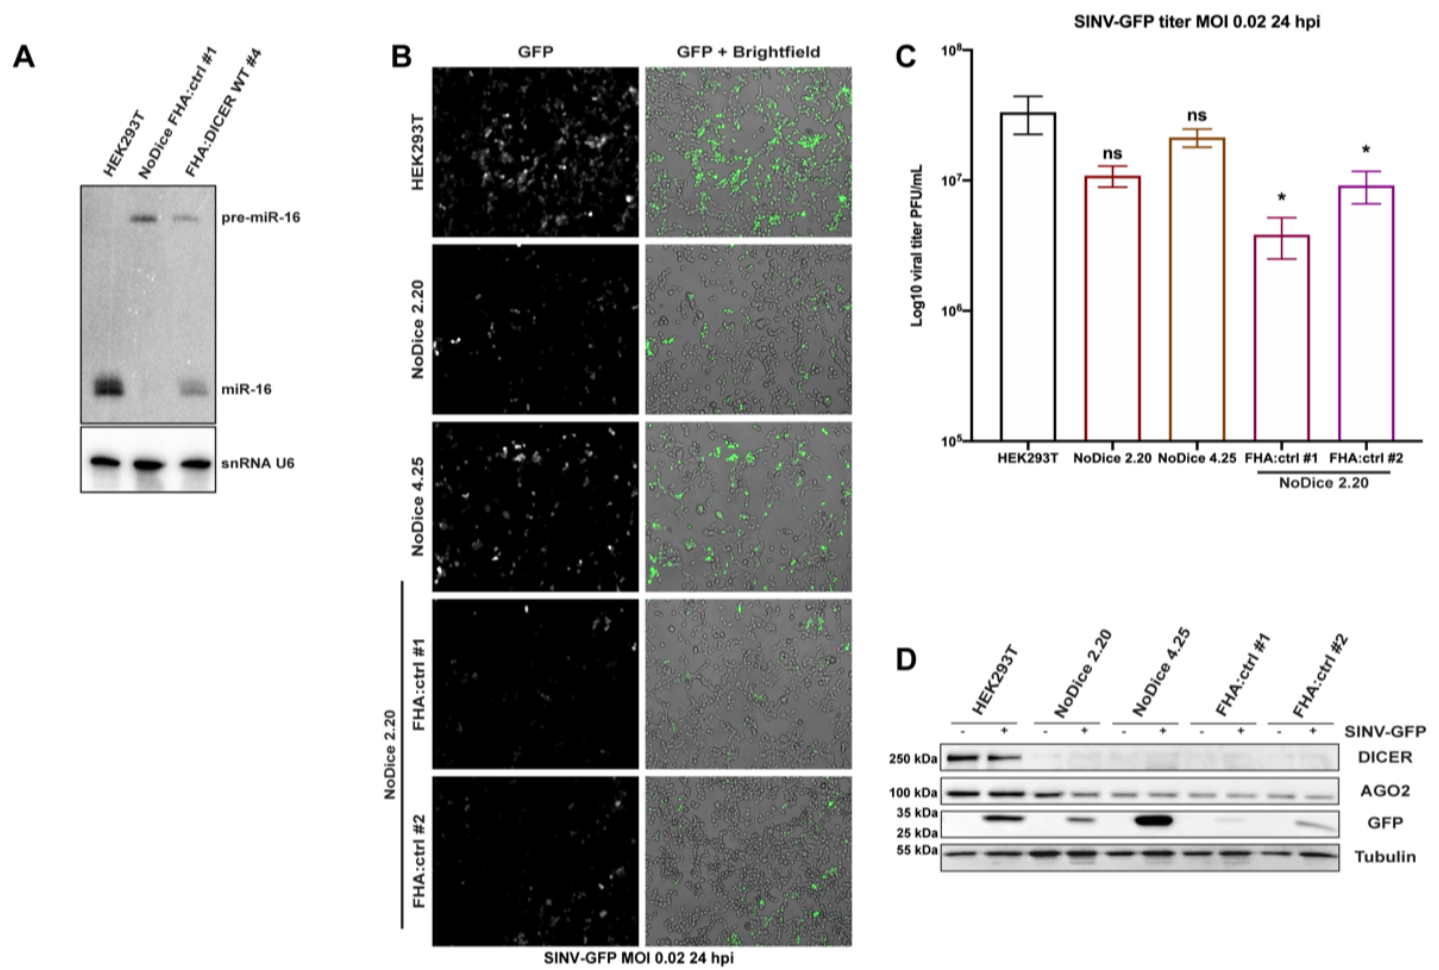 A
HEK293T
NoDice FHA:ctrl #1
FHA:DICER WT #4
pre-miR-16
miR-16
snRNA U6
B
GFP
GFP + Brightfield
HEK293T
NoDice 2.20
NoDice 4.25
NoDice 2.20
FHA:ctrl #1
FHA:ctrl #2
SINV-GFP MOI 0.02 24 hpi
C
SINV-GFP titer MOI 0.02 24 hpi
Log10 viral titer PFU/mL
10⁸
10⁷
10⁶
10⁵
ns
ns
*
*
HEK293T
NoDice 2.20
NoDice 4.25
FHA:ctrl #1
FHA:ctrl #2
NoDice 2.20
D
HEK293T
NoDice 2.20
NoDice 4.25
FHA:ctrl #1
FHA:ctrl #2
- + - + - + - + - + SINV-GFP
250 kDa DICER
100 kDa AGO2
35 kDa
25 kDa GFP
55 kDa Tubulin